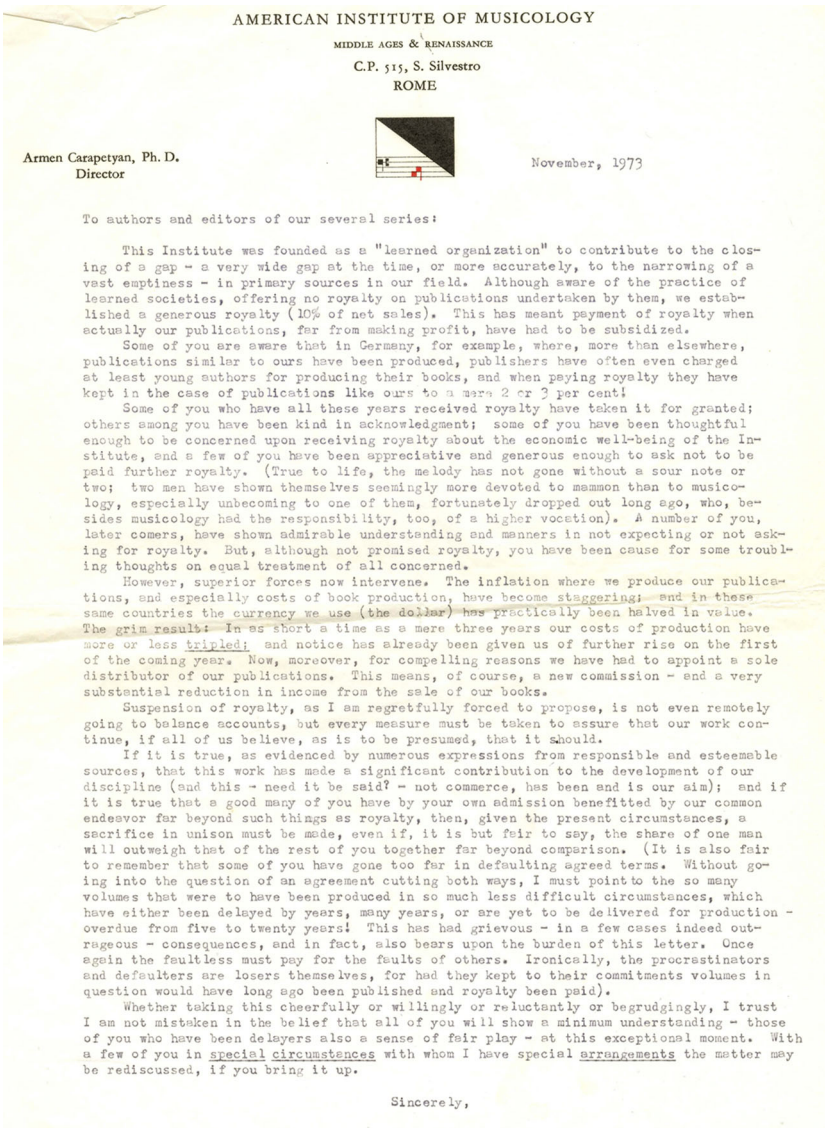 AMERICAN INSTITUTE OF MUSICOLOGY
MIDDLE AGES & RENAISSANCE
C.P. 515, S. Silvestro
ROME
Armen Carapetyan, Ph. D.
Director
November, 1973
To authors and editors of our several series:
This Institute was founded as a "learned organization" to contribute to the clos-
ing of a gap - a very wide gap at the time, or more accurately, to the narrowing of a
vast emptiness - in primary sources in our field. Although aware of the practice of
learned societies, offering no royalty on publications undertaken by them, we estab-
lished a generous royalty (10% of net sales). This has meant payment of royalty when
actually our publications, far from making profit, have had to be subsidized.
Some of you are aware that in Germany, for example, where, more than elsewhere,
publications similar to ours have been produced, publishers have often even charged
at least young authors for producing their books, and when paying royalty they have
kept in the case of publications like ours to a mere 2 or 3 per cent!
Some of you who have all these years received royalty have taken it for granted;
others among you have been kind in acknowledgment; some of you have been thoughtful
enough to be concerned upon receiving royalty about the economic well-being of the In-
stitute, and a few of you have been appreciative and generous enough to ask not to be
paid further royalty. (True to life, the melody has not gone without a sour note or
two; two men have shown themselves seemingly more devoted to mammon than to musico-
logy, especially unbecoming to one of them, fortunately dropped out long ago, who, be-
sides musicology had the responsibility, too, of a higher vocation). A number of you,
later comers, have shown admirable understanding and manners in not expecting or not ask-
ing for royalty. But, although not promised royalty, you have been cause for some troubl-
ing thoughts on equal treatment of all concerned.
However, superior forces now intervene. The inflation where we produce our publica-
tions, and especially costs of book production, have become staggering; and in these
same countries the currency we use (the dollar) has practically been halved in value.
The grim result: In as short a time as a mere three years our costs of production have
more or less tripled; and notice has already been given us of further rise on the first
of the coming year. Now, moreover, for compelling reasons we have had to appoint a sole
distributor of our publications. This means, of course, a new commission - and a very
substantial reduction in income from the sale of our books.
Suspension of royalty, as I am regretfully forced to propose, is not even remotely
going to balance accounts, but every measure must be taken to assure that our work con-
tinue, if all of us believe, as is to be presumed, that it should.
If it is true, as evidenced by numerous expressions from responsible and esteemable
sources, that this work has made a significant contribution to the development of our
discipline (and this - need it be said? - not commerce, has been and is our aim); and if
it is true that a good many of you have by your own admission benefitted by our common
endeavor far beyond such things as royalty, then, given the present circumstances, a
sacrifice in unison must be made, even if, it is but fair to say, the share of one man
will outweigh that of the rest of you together far beyond comparison. (It is also fair
to remember that some of you have gone too far in defaulting agreed terms. Without go-
ing into the question of an agreement cutting both ways, I must point to the so many
volumes that were to have been produced in so much less difficult circumstances, which
have either been delayed by years, many years, or are yet to be delivered for production -
overdue from five to twenty years! This has had grievous - in a few cases indeed out-
rageous - consequences, and in fact, also bears upon the burden of this letter. Once
again the faultless must pay for the faults of others. Ironically, the procrastinators
and defaulters are losers themselves, for had they kept to their commitments volumes in
question would have long ago been published and royalty been paid).
Whether taking this cheerfully or willingly or reluctantly or begrudgingly, I trust
I am not mistaken in the belief that all of you will show a minimum understanding - those
of you who have been delayers also a sense of fair play - at this exceptional moment. With
a few of you in special circumstances with whom I have special arrangements the matter may
be rediscussed, if you bring it up.
Sincerely,